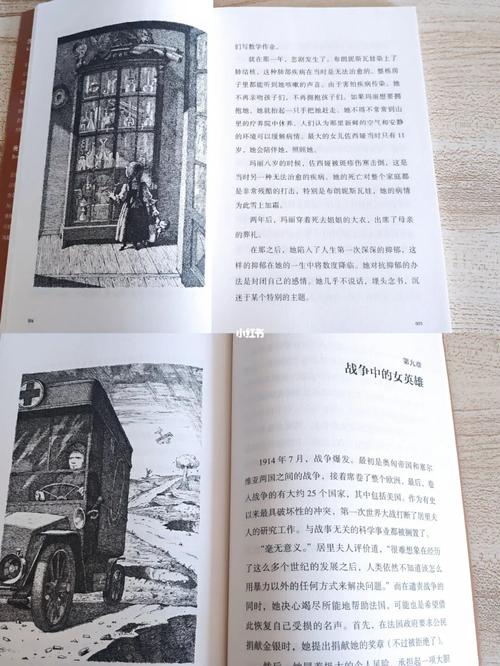 们写数学作业。
就在那一年，悲剧发生了。布朗妮斯瓦娃染上了
肺结核，这种肺部疾病在当时是无法治愈的。整栋房
子里都能听到她咳嗽的声音。由于害怕疾病传染，她
不再亲吻孩子们，不再拥抱孩子们。如果玛丽想要拥
抱她，她就抬起一只手把她赶走。她不得不常常到山
里的疗养院中休养。人们认为那里新鲜的空气和安静
的环境可以缓解病情。最大的女儿佐西娅当时只有11
岁，她会陪伴她，照顾她。
玛丽八岁的时候，佐西娅被斑疹伤寒击倒，这是
当时另一种无法治愈的疾病。她的死亡对整个家庭都
是非常残酷的打击，特别是布朗妮斯娃，她的病情
为此雪上加霜。
两年后，玛丽穿着死去姐姐的大衣，出席了母亲
的葬礼。
在那之后，她陷入了人生第一次深深的抑郁，这
样的抑郁在她的一生中将数度降临。她对抗抑郁的办
法是封闭自己的感情。她几乎不说话，埋头念书，沉
迷于某个特别的主题。
004
005
小红书
第九章
战争中的女英雄
1914年7月，战争爆发。最初是奥匈帝国和塞尔
维亚两国之间的战争，接着席卷了整个欧洲，最后，卷
入战争的有大约25个国家，其中包括美国。作为有史
以来最具破坏性的冲突，第一次世界大战打断了居里夫
人的研究工作。与战事无关的科学事业都被搁置了。
“毫无意义。”居里夫人评价道，“很难想象在经历
了这么多个世纪的发展之后，人类依然不知道该怎么
用暴力以外的任何方式来解决问题。”而在谴责战争的
同时，她决心竭尽所能地帮助法国，可能也是希望借
此恢复自己受损的名声。首先，在法国政府要求公民
捐献金银时，她提出捐献她的奖章（不过被拒绝了）。
然后，她冒着极大的个人风险，承担起一项大胆